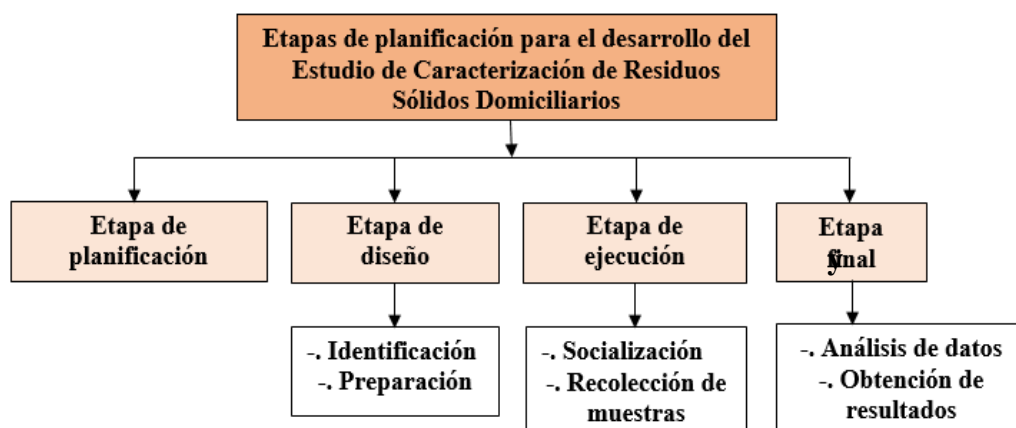 Etapas de planificación para el desarrollo del
Estudio de Caracterización de Residuos
Sólidos Domiciliarios
Etapa de
planificación
Etapa de
diseño
Etapa de
ejecución
Etapa
final
-. Identificación
-. Preparación
-. Socialización
-. Recolección de
muestras
-. Análisis de datos
-. Obtención de
resultados